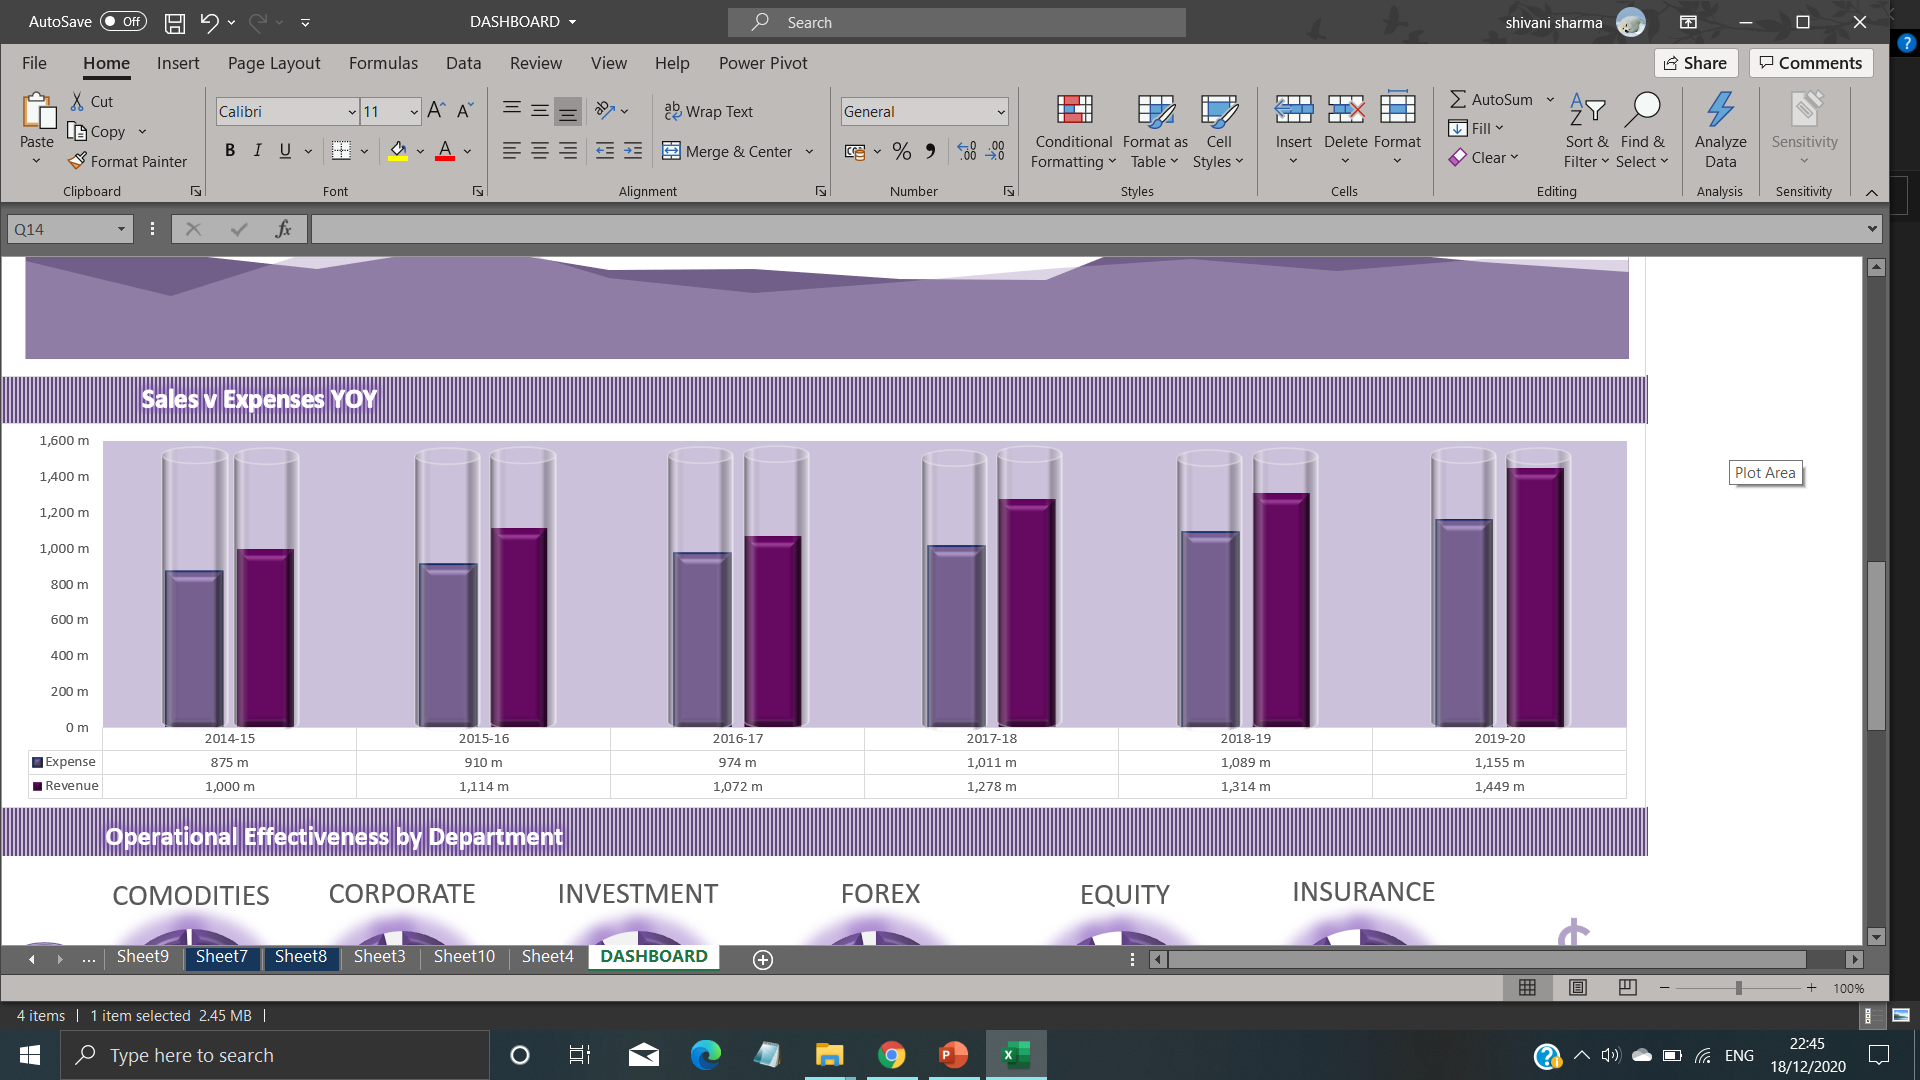 AutoSave Off DASHBOARD Search shivani sharma
File Home Insert Page Layout Formulas Data Review View Help Power Pivot Share Comments
Paste Cut Copy Format Painter Clipboard
Calibri 11 B I U A Font
Wrap Text Merge & Center Alignment
General % Number
Conditional Formatting Format as Table Cell Styles Styles
Insert Delete Format Cells
AutoSum Fill Clear Sort & Filter Find & Select Editing
Analyze Data Analysis
Sensitivity Sensitivity
Q14 fx
Sales v Expenses YOY
1,600 m
1,400 m
1,200 m
1,000 m
800 m
600 m
400 m
200 m
0 m
Plot Area
2014-15 2015-16 2016-17 2017-18 2018-19 2019-20
Expense 875 m 910 m 974 m 1,011 m 1,089 m 1,155 m
Revenue 1,000 m 1,114 m 1,072 m 1,278 m 1,314 m 1,449 m
Operational Effectiveness by Department
COMODITIES CORPORATE INVESTMENT FOREX EQUITY INSURANCE
... Sheet9 Sheet7 Sheet8 Sheet3 Sheet10 Sheet4 DASHBOARD
100%
4 items 1 item selected 2.45 MB
Type here to search ENG 22:45
18/12/2020